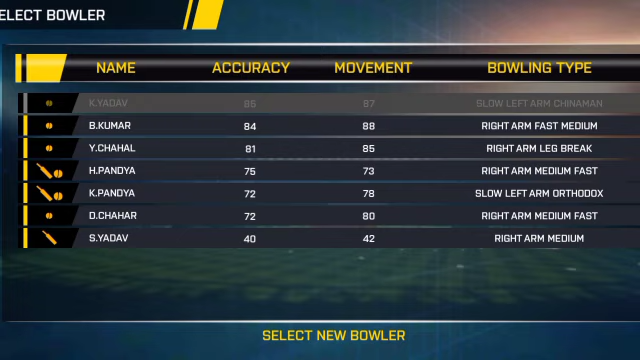 ELECT BOWLER
NAME ACCURACY MOVEMENT BOWLING TYPE
K.YADAV 85 87 SLOW LEFT ARM CHINAMAN
B.KUMAR 84 88 RIGHT ARM FAST MEDIUM
Y.CHAHAL 81 85 RIGHT ARM LEG BREAK
H.PANDYA 75 73 RIGHT ARM MEDIUM FAST
K.PANDYA 72 78 SLOW LEFT ARM ORTHODOX
D.CHAHAR 72 80 RIGHT ARM MEDIUM FAST
S.YADAV 40 42 RIGHT ARM MEDIUM
SELECT NEW BOWLER